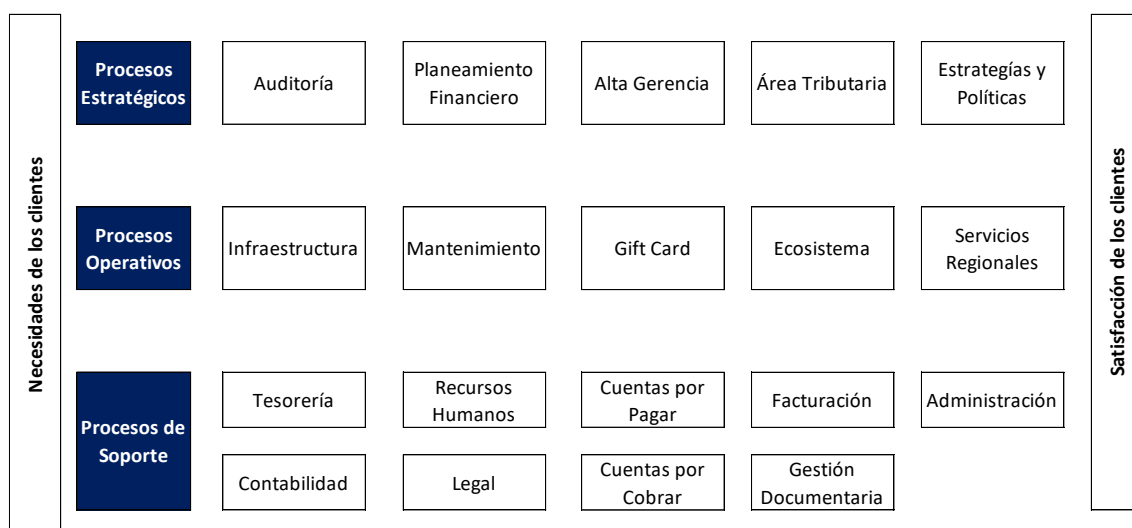 Necesidades de los clientes
Procesos
Estratégicos
Auditoría
Planeamiento
Financiero
Alta Gerencia
Área Tributaria
Estrategías y
Políticas
Procesos
Operativos
Infraestructura
Mantenimiento
Gift Card
Ecosistema
Servicios
Regionales
Procesos de
Soporte
Tesorería
Recursos
Humanos
Cuentas por
Pagar
Facturación
Administración
Contabilidad
Legal
Cuentas por
Cobrar
Gestión
Documentaria
Satisfacción de los clientes